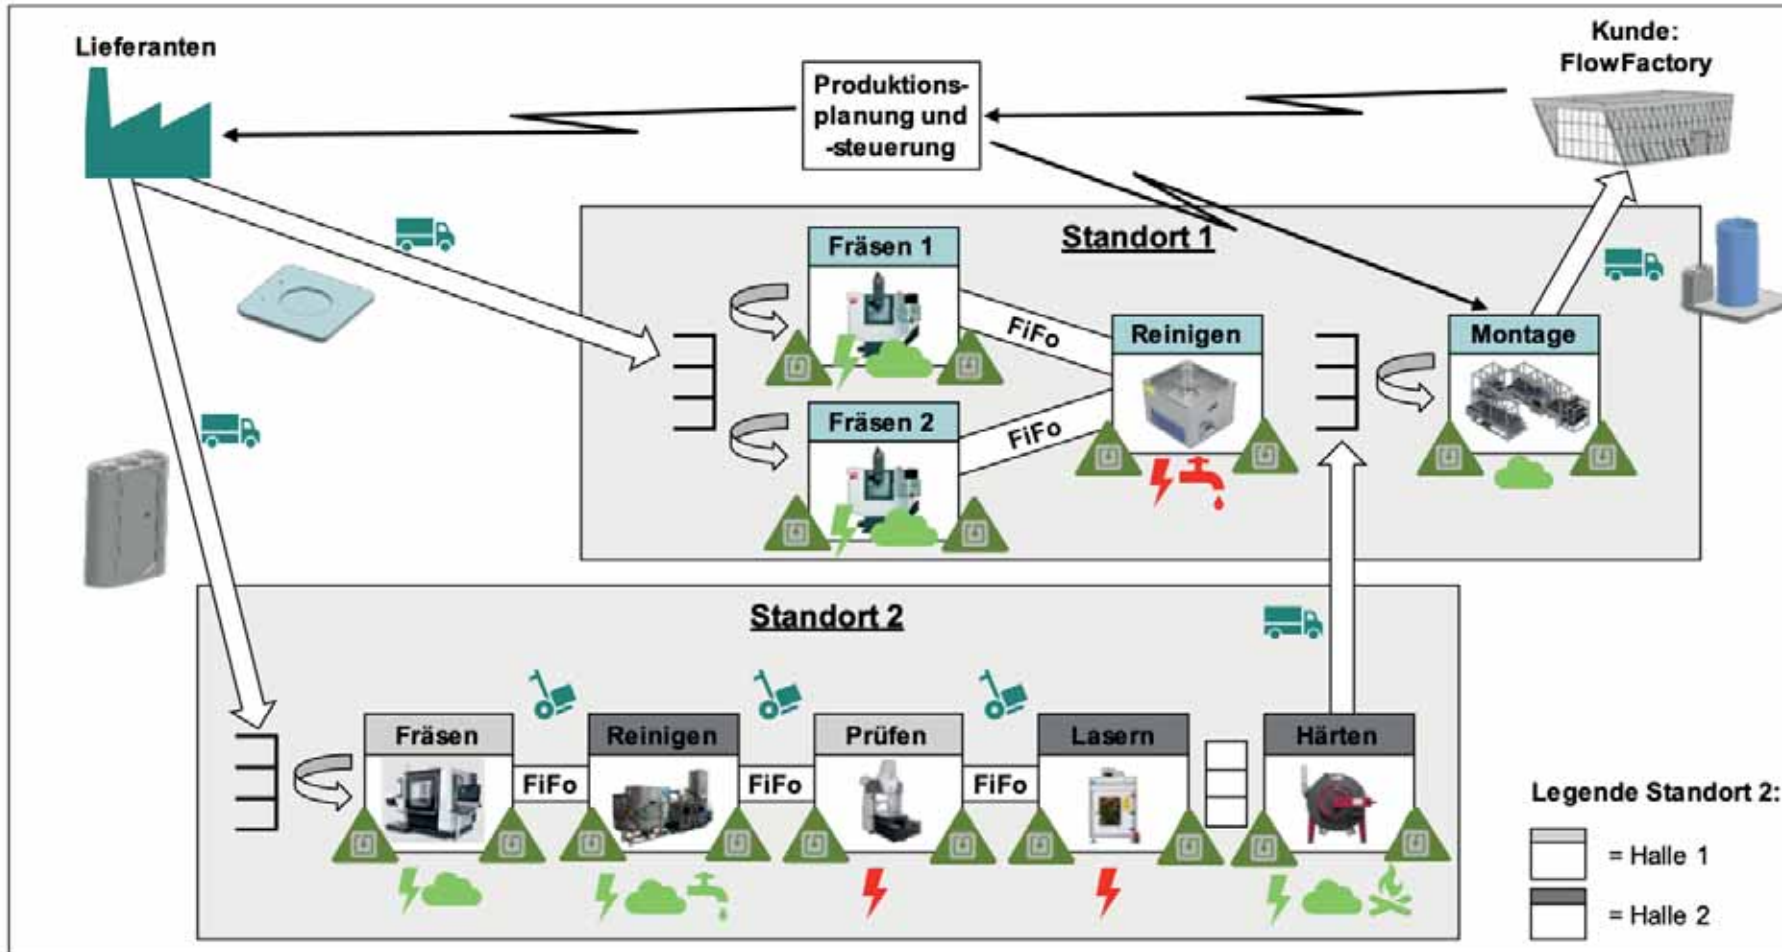 Lieferanten
Kunde:
FlowFactory
Produktions-
planung und
-steuerung
Standort 1
Fräsen 1
FiFo
Reinigen
Montage
Fräsen 2
FiFo
Standort 2
Fräsen
FiFo
Reinigen
FiFo
Prüfen
FiFo
Lasern
Härten
Legende Standort 2:
= Halle 1
= Halle 2